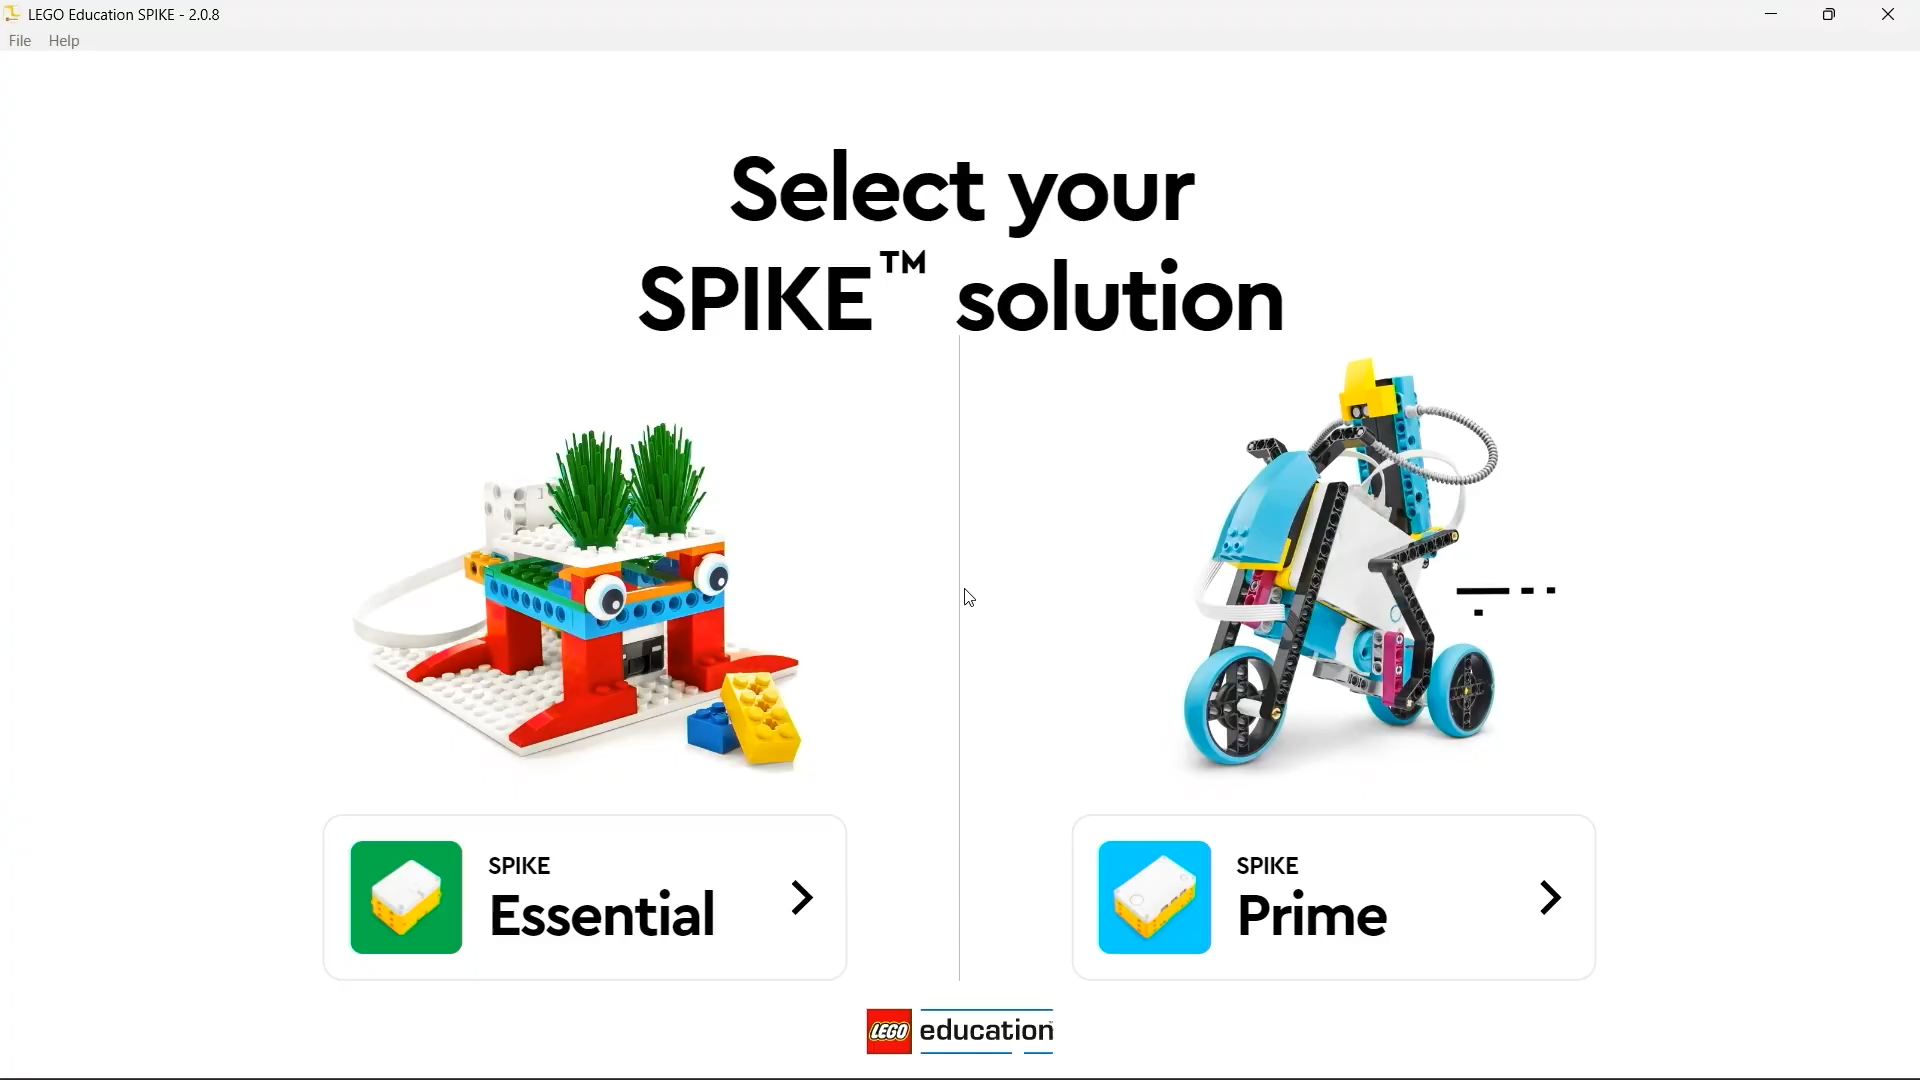 LEGO Education SPIKE - 2.0.8
File Help
Select your
SPIKE™ solution
SPIKE
Essential
SPIKE
Prime
LEGO education